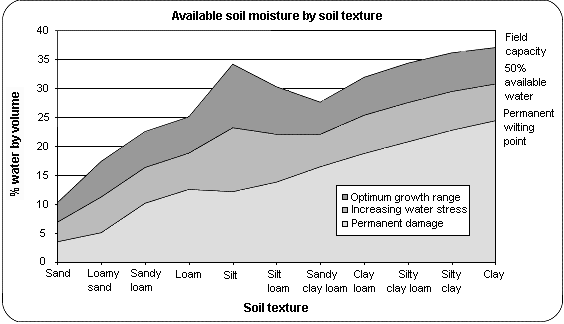 Available soil moisture by soil texture
40
35
30
25
20
15
10
5
0
% water by volume
Field
capacity
50%
available
water
Permanent
wilting
point
Optimum growth range
Increasing water stress
Permanent damage
Sand
Loamy
sand
Sandy
loam
Loam
Silt
Silt
loam
Sandy
clay loam
Clay
loam
Silty
clay loam
Silty
clay
Clay
Soil texture